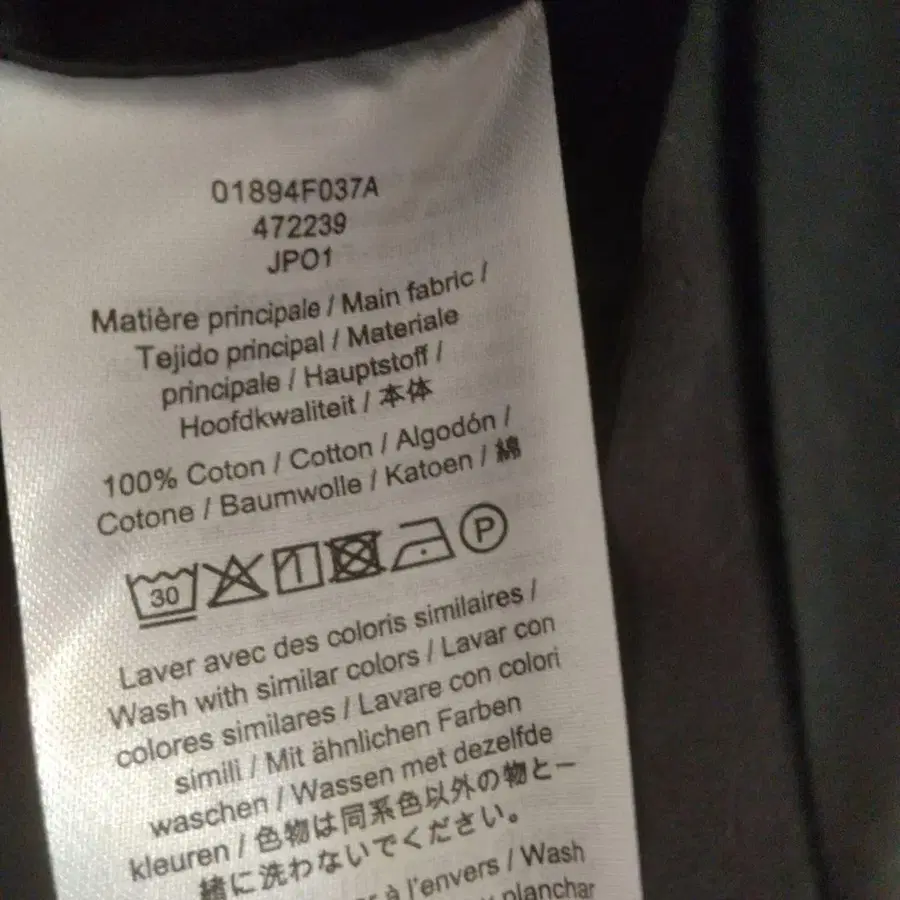 01894F037A
472239
JPO1
Matière principale / Main fabric /
Tejido principal / Materiale
principale / Hauptstoff /
Hoofdkwaliteit / 本体
100% Coton / Cotton / Algodón /
Cotone / Baumwolle / Katoen / 綿
30 P
Laver avec des coloris similaires /
Wash with similar colors / Lavar con
colores similares / Lavare con colori
simili / Mit ähnlichen Farben
waschen / Wassen met dezelfde
kleuren / 色物は同系色以外の物と一
緒に洗わないでください。
à l'envers / Wash
planchar